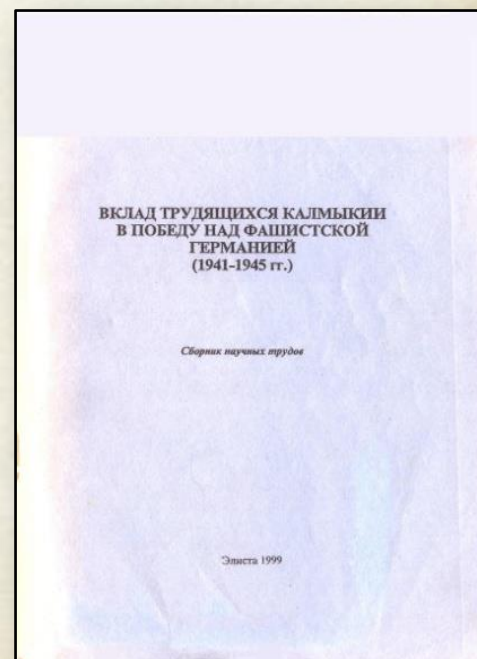 ВКЛАД ТРУДЯЩИХСЯ КАЛМЫКИИ
В ПОБЕДУ НАД ФАШИСТСКОЙ
ГЕРМАНИЕЙ
(1941-1945 гг.)
Сборник научных трудов
Элиста 1999